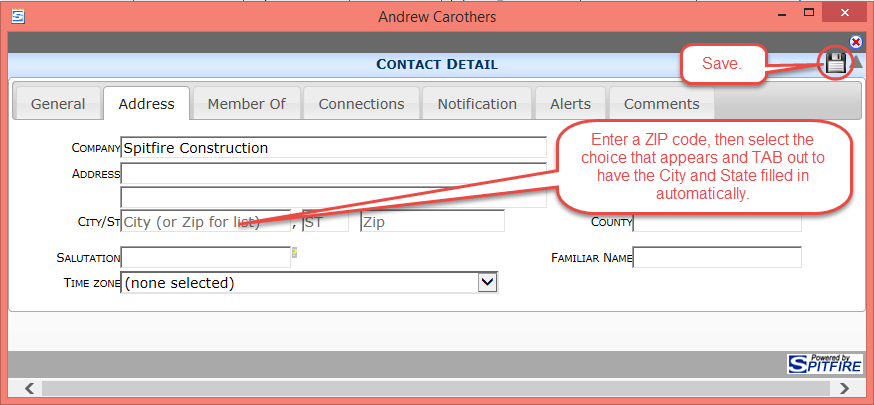 Andrew Carothers
CONTACT DETAIL
Save.
General Address Member Of Connections Notification Alerts Comments
COMPANY Spitfire Construction
ADDRESS
Enter a ZIP code, then select the
choice that appears and TAB out to
have the City and State filled in
automatically.
CITY/ST City (or Zip for list) , ST Zip COUNTY
SALUTATION FAMILIAR NAME
TIME ZONE (none selected)
Powered by
SPITFIRE